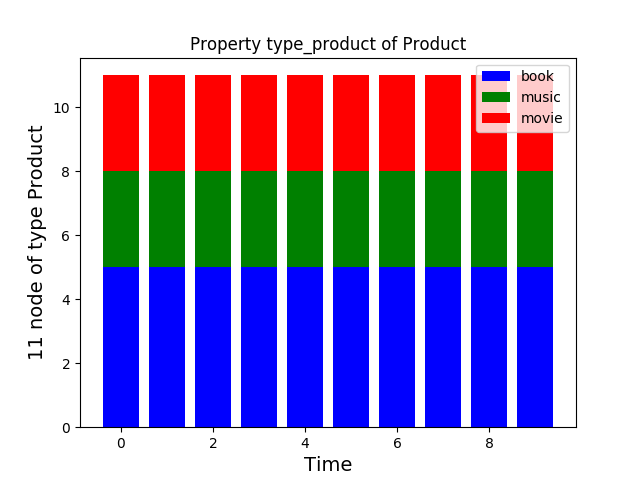 Property type_product of Product
book
music
movie
11 node of type Product
10
8
6
4
2
0
0 2 4 6 8
Time